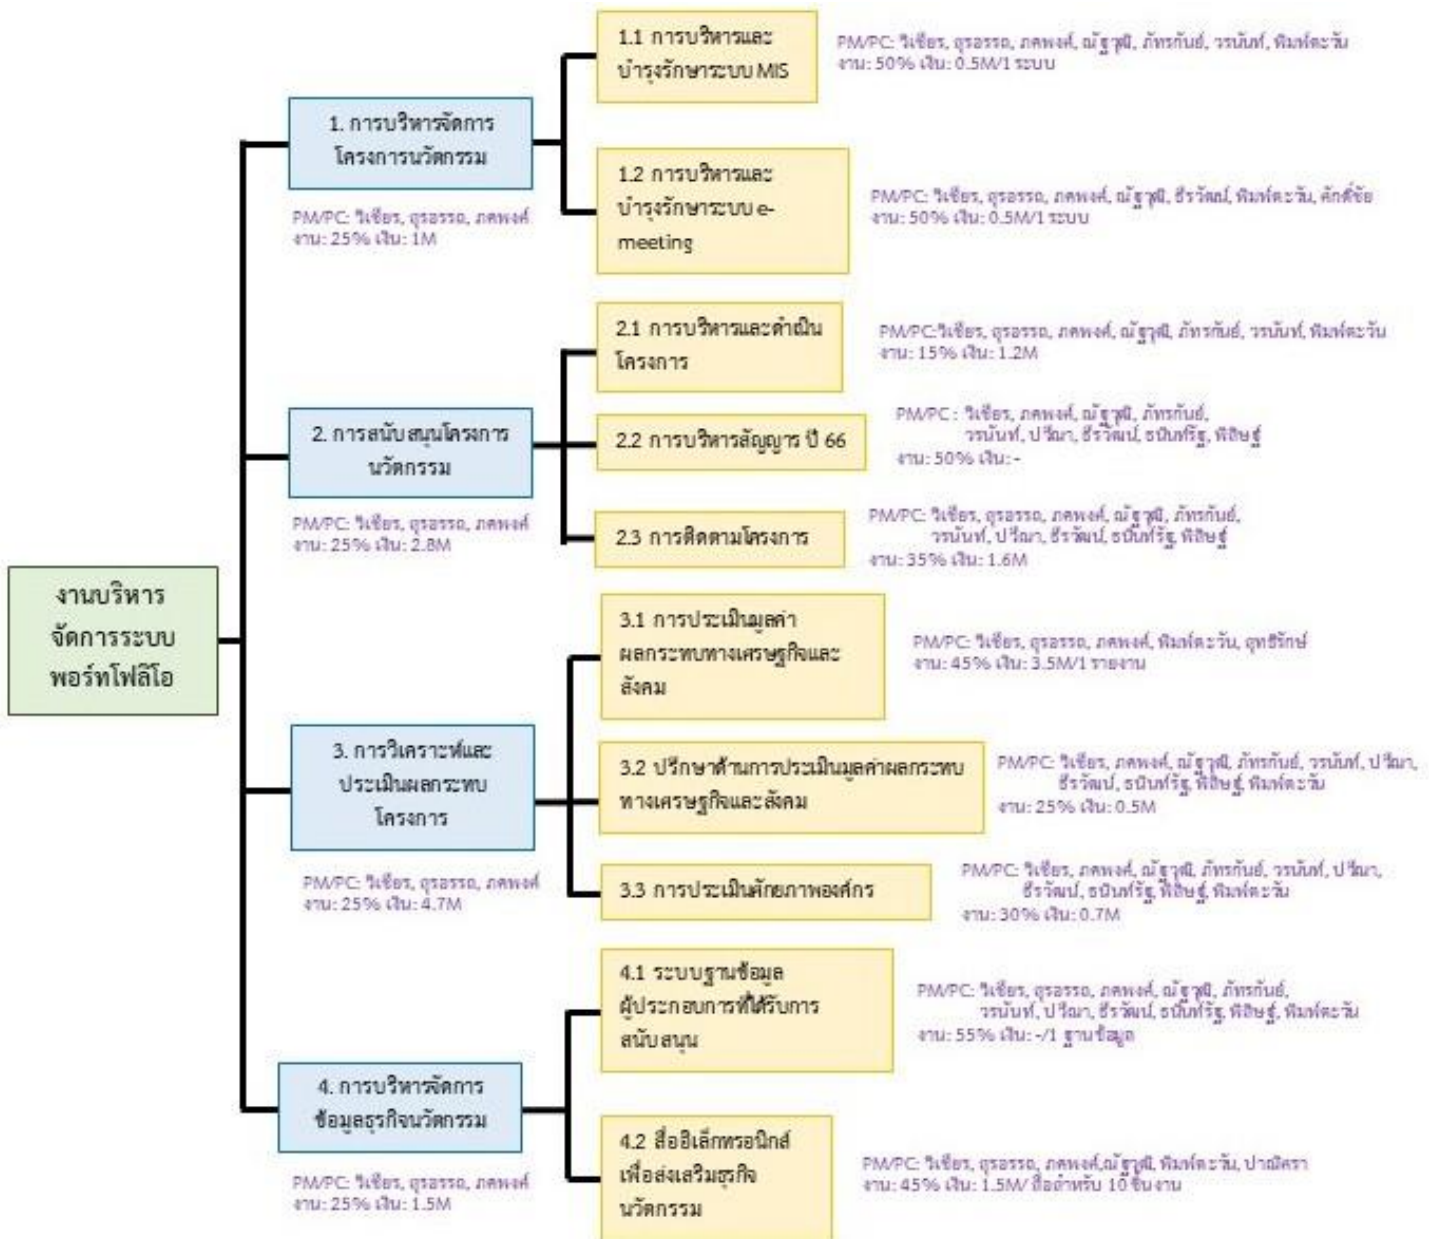 งานบริหาร
จัดการระบบ
พอร์ทโฟลิโอ
1. การบริหารจัดการ
โครงการนวัตกรรม
PM/PC: วิเชียร, สุรอรรถ, ภคพงศ์
งาน: 25% เงิน: 1M
1.1 การบริหารและ
บำรุงรักษาระบบ MIS
PM/PC: วิเชียร, สุรอรรถ, ภคพงศ์, ณัฐวุฒิ, ภัทรกันย์, วรนันท์, พิมพ์ตะวัน
งาน: 50% เงิน: 0.5M/1 ระบบ
1.2 การบริหารและ
บำรุงรักษาระบบ e-
meeting
PM/PC: วิเชียร, สุรอรรถ, ภคพงศ์, ณัฐวุฒิ, ธีรวัฒน์, พิมพ์ตะวัน, ศักดิ์ชัย
งาน: 50% เงิน: 0.5M/1 ระบบ
2. การสนับสนุนโครงการ
นวัตกรรม
PM/PC: วิเชียร, สุรอรรถ, ภคพงศ์
งาน: 25% เงิน: 2.8M
2.1 การบริหารและดำเนิน
โครงการ
PM/PC:วิเชียร, สุรอรรถ, ภคพงศ์, ณัฐวุฒิ, ภัทรกันย์, วรนันท์, พิมพ์ตะวัน
งาน: 15% เงิน: 1.2M
2.2 การบริหารสัญญาร ปี 66
PM/PC : วิเชียร, ภคพงศ์, ณัฐวุฒิ, ภัทรกันย์,
วรนันท์, ปวีณา, ธีรวัฒน์, ธนินท์รัฐ, พิสิษฐ์
งาน: 50% เงิน: -
2.3 การติดตามโครงการ
PM/PC: วิเชียร, สุรอรรถ, ภคพงศ์, ณัฐวุฒิ, ภัทรกันย์,
วรนันท์, ปวีณา, ธีรวัฒน์, ธนินท์รัฐ, พิสิษฐ์
งาน: 35% เงิน: 1.6M
3. การวิเคราะห์และ
ประเมินผลกระทบ
โครงการ
PM/PC: วิเชียร, สุรอรรถ, ภคพงศ์
งาน: 25% เงิน: 4.7M
3.1 การประเมินมูลค่า
ผลกระทบทางเศรษฐกิจและ
สังคม
PM/PC: วิเชียร, สุรอรรถ, ภคพงศ์, พิมพ์ตะวัน, สุทธิรักษ์
งาน: 45% เงิน: 3.5M/1 รายงาน
3.2 ปรึกษาด้านการประเมินมูลค่าผลกระทบ
ทางเศรษฐกิจและสังคม
PM/PC: วิเชียร, ภคพงศ์, ณัฐวุฒิ, ภัทรกันย์, วรนันท์, ปวีณา,
ธีรวัฒน์, ธนินท์รัฐ, พิสิษฐ์, พิมพ์ตะวัน
งาน: 25% เงิน: 0.5M
3.3 การประเมินศักยภาพองค์กร
PM/PC: วิเชียร, ภคพงศ์, ณัฐวุฒิ, ภัทรกันย์, วรนันท์, ปวีณา,
ธีรวัฒน์, ธนินท์รัฐ, พิสิษฐ์, พิมพ์ตะวัน
งาน: 30% เงิน: 0.7M
4. การบริหารจัดการ
ข้อมูลธุรกิจนวัตกรรม
PM/PC: วิเชียร, สุรอรรถ, ภคพงศ์
งาน: 25% เงิน: 1.5M
4.1 ระบบฐานข้อมูล
ผู้ประกอบการที่ได้รับการ
สนับสนุน
PM/PC: วิเชียร, สุรอรรถ, ภคพงศ์, ณัฐวุฒิ, ภัทรกันย์,
วรนันท์, ปวีณา, ธีรวัฒน์, ธนินท์รัฐ, พิสิษฐ์, พิมพ์ตะวัน
งาน: 55% เงิน: -/1 ฐานข้อมูล
4.2 สื่ออิเล็กทรอนิกส์
เพื่อส่งเสริมธุรกิจ
นวัตกรรม
PM/PC: วิเชียร, สุรอรรถ, ภคพงศ์,ณัฐวุฒิ, พิมพ์ตะวัน, ปาณิศรา
งาน: 45% เงิน: 1.5M/ สื่อสำหรับ 10 ชิ้นงาน